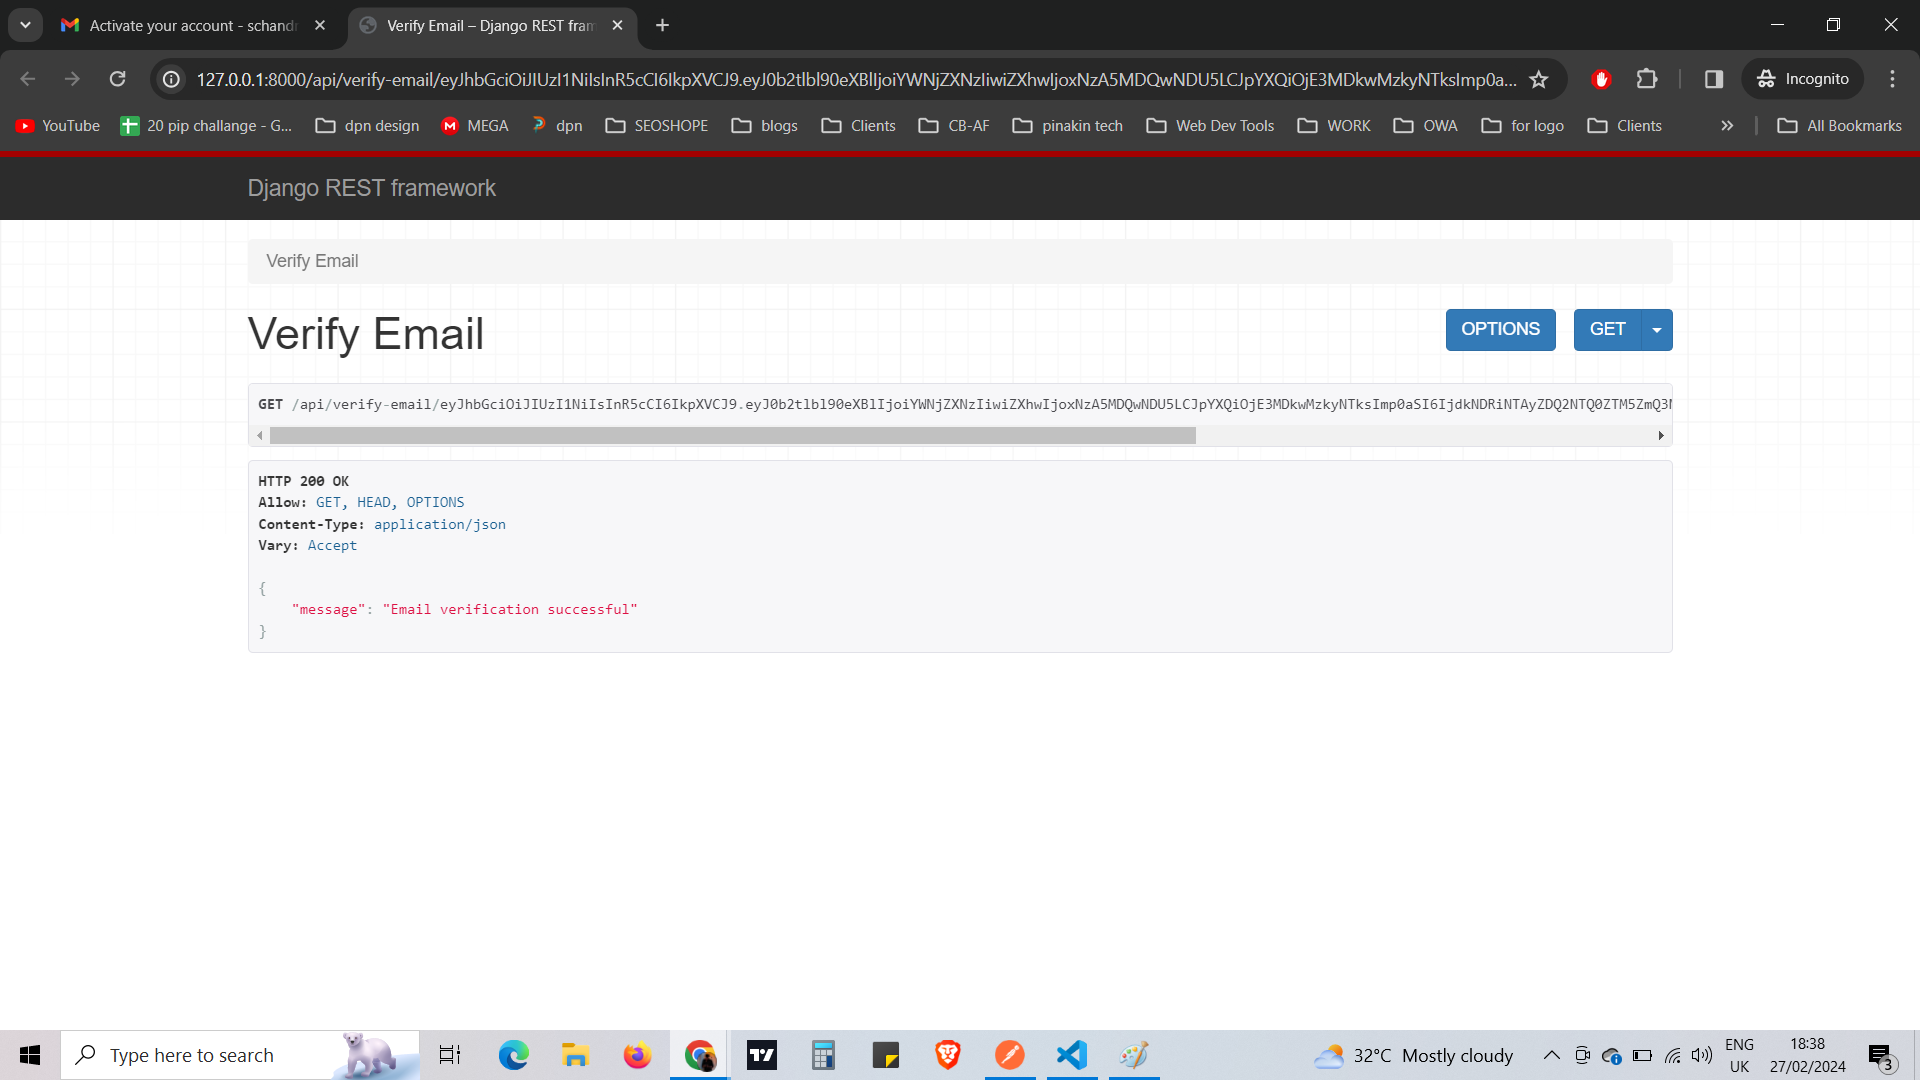 Activate your account - schandr
Verify Email – Django REST fram
127.0.0.1:8000/api/verify-email/eyJhbGciOiJIUzI1NiIsInR5cCI6IkpXVCJ9.eyJ0b2tlbl90eXBlIjoiYWNjZXNzIiwiZXhwIjoxNzA5MDQwNDU5LCJpYXQiOjE3MDkwMzkyNTksImp0a...
Incognito
YouTube
20 pip challange - G...
dpn design
MEGA
dpn
SEOSHOPE
blogs
Clients
CB-AF
pinakin tech
Web Dev Tools
WORK
OWA
for logo
Clients
All Bookmarks
Django REST framework
Verify Email
Verify Email
OPTIONS
GET
GET /api/verify-email/eyJhbGciOiJIUzI1NiIsInR5cCI6IkpXVCJ9.eyJ0b2tlbl90eXBlIjoiYWNjZXNzIiwiZXhwIjoxNzA5MDQwNDU5LCJpYXQiOjE3MDkwMzkyNTksImp0aSI6IjdkNDRiNTAyZDQ2NTQ0ZTM5ZmQ3N
HTTP 200 OK
Allow: GET, HEAD, OPTIONS
Content-Type: application/json
Vary: Accept
{
"message": "Email verification successful"
}
Type here to search
32°C Mostly cloudy
ENG
UK
18:38
27/02/2024
3